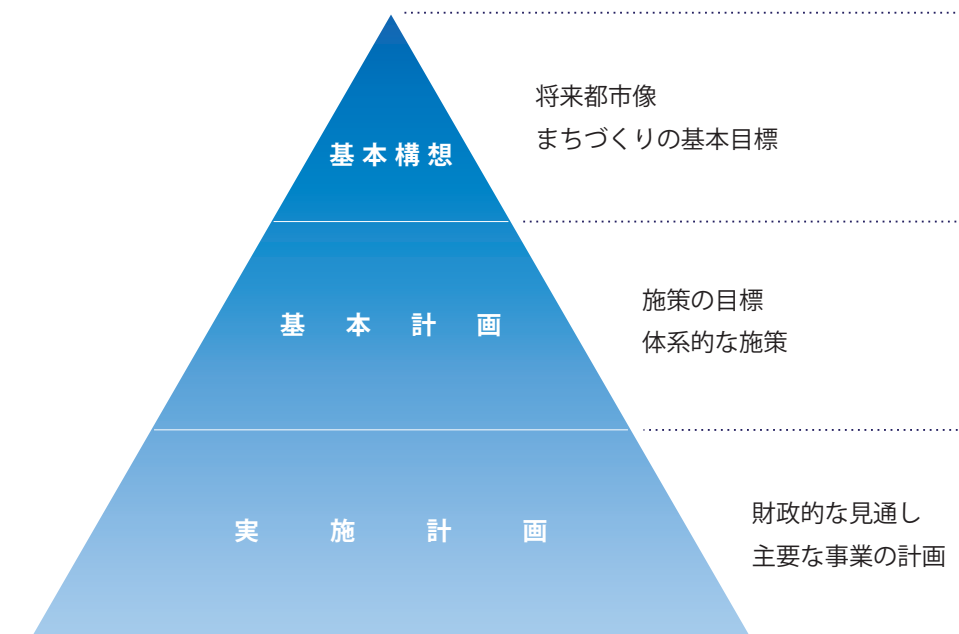 基本構想
将来都市像
まちづくりの基本目標
基本計画
施策の目標
体系的な施策
実施計画
財政的な見通し
主要な事業の計画